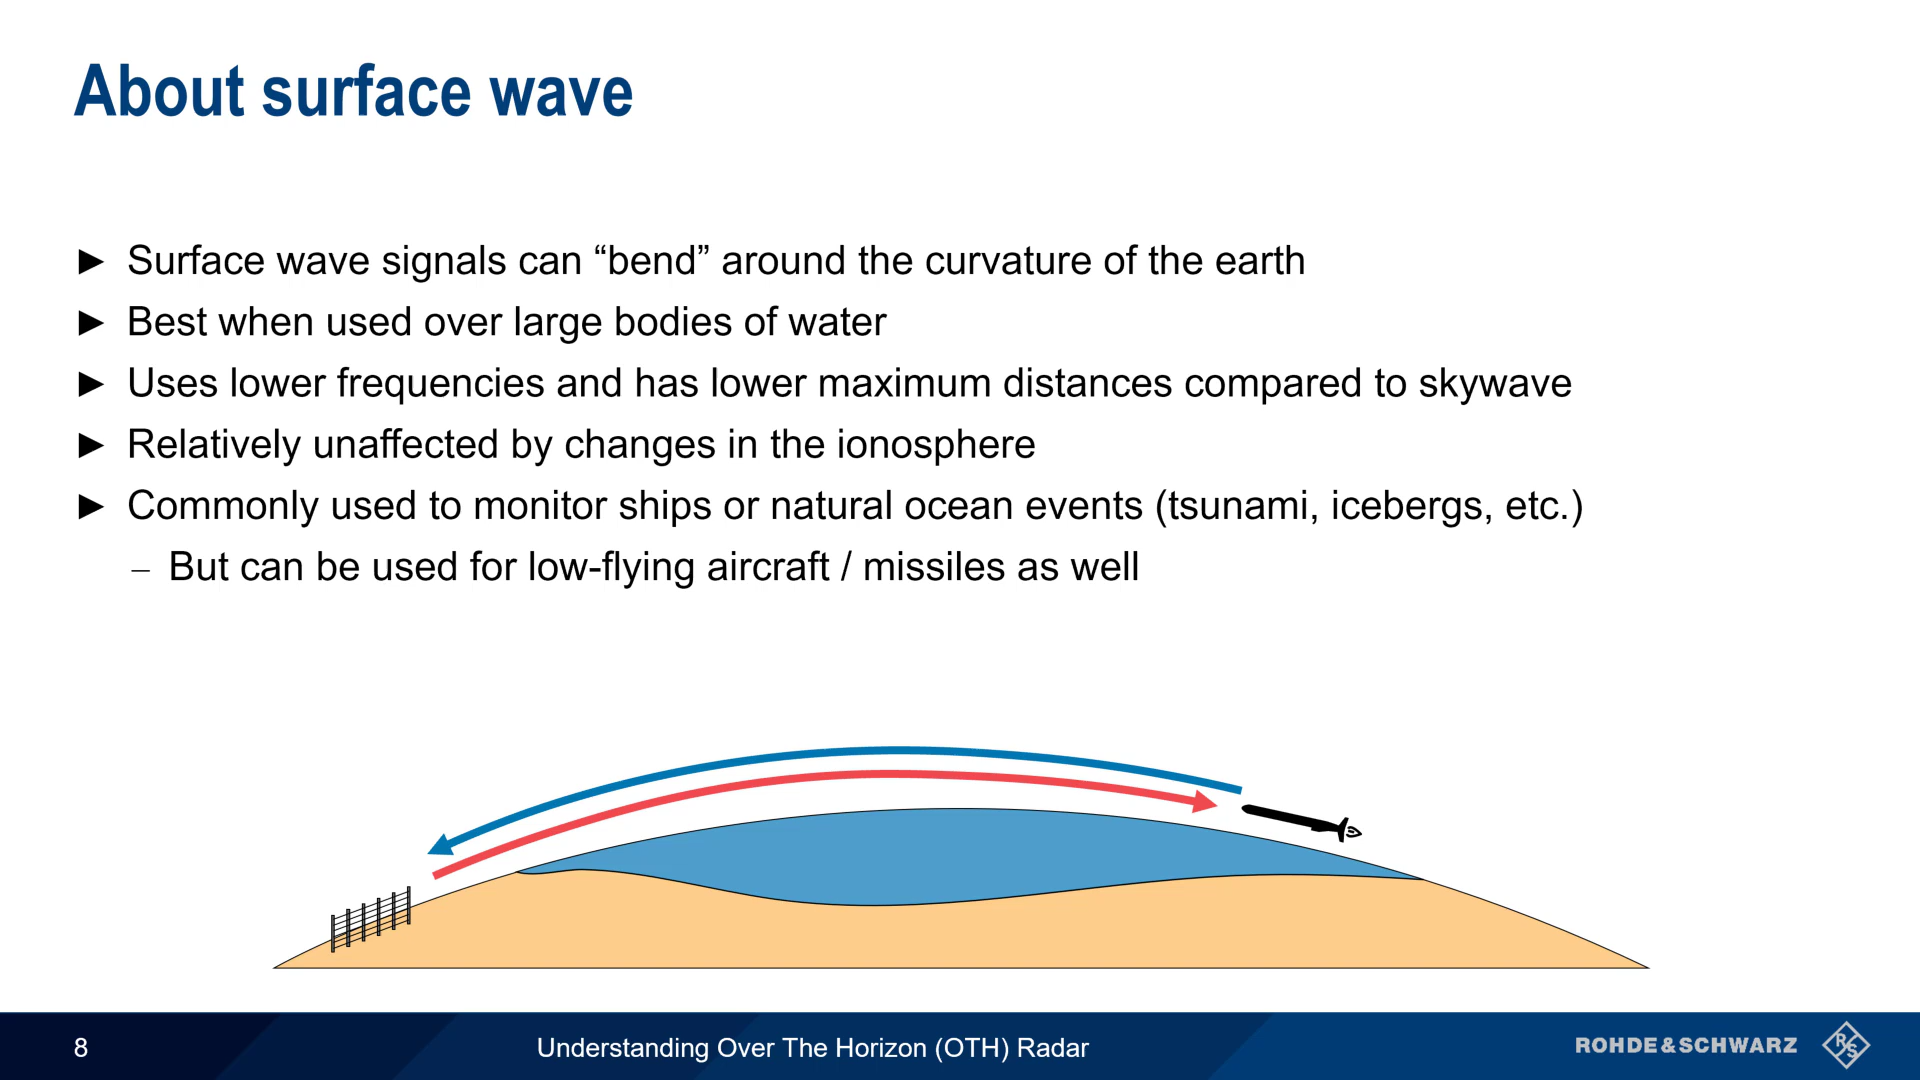 About surface wave
► Surface wave signals can “bend” around the curvature of the earth
► Best when used over large bodies of water
► Uses lower frequencies and has lower maximum distances compared to skywave
► Relatively unaffected by changes in the ionosphere
► Commonly used to monitor ships or natural ocean events (tsunami, icebergs, etc.)
– But can be used for low-flying aircraft / missiles as well
8
Understanding Over The Horizon (OTH) Radar
ROHDE&SCHWARZ
R&S